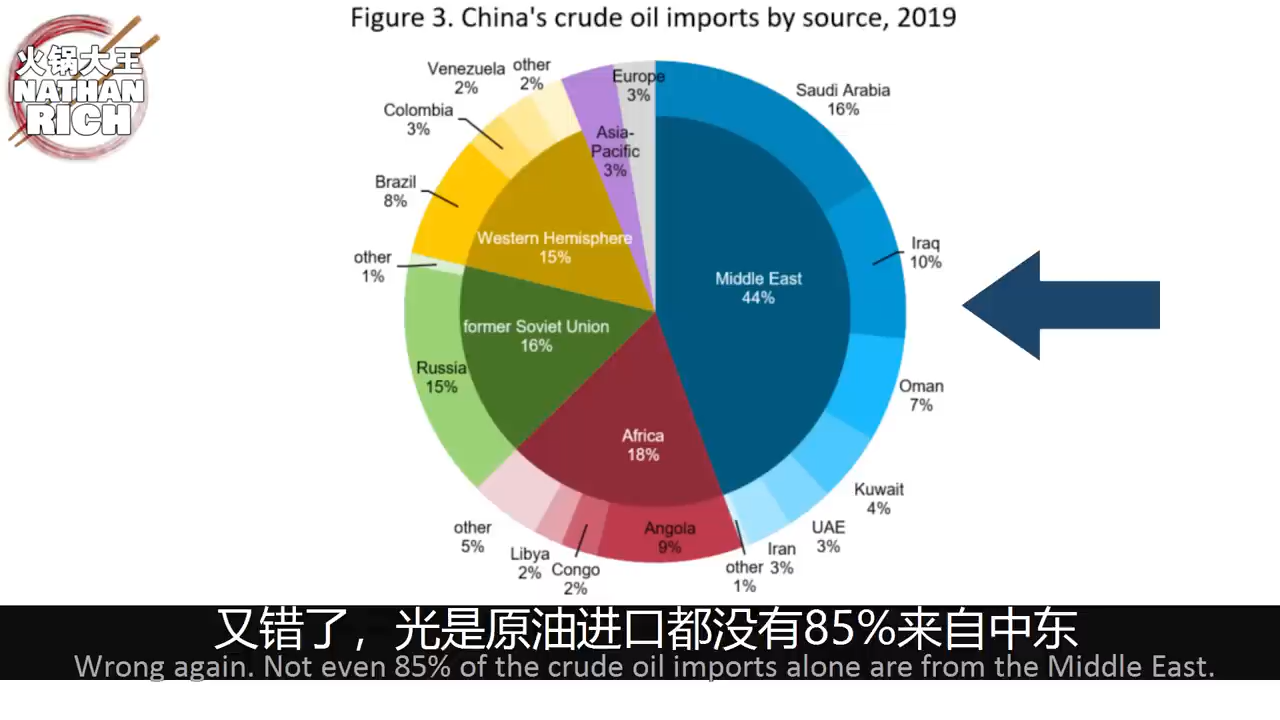 Figure 3. China's crude oil imports by source, 2019
火锅大王
NATHAN
RICH
Venezuela
2%
other
2%
Europe
3%
Saudi Arabia
16%
Colombia
3%
Asia-
Pacific
3%
Brazil
8%
Western Hemisphere
15%
Iraq
10%
other
1%
Middle East
44%
former Soviet Union
16%
Russia
15%
Oman
7%
Africa
18%
Kuwait
4%
other
5%
Angola
9%
UAE
3%
Libya
2%
Congo
2%
Iran
3%
other
1%
又错了，光是原油进口都没有85%来自中东
Wrong again. Not even 85% of the crude oil imports alone are from the Middle East.